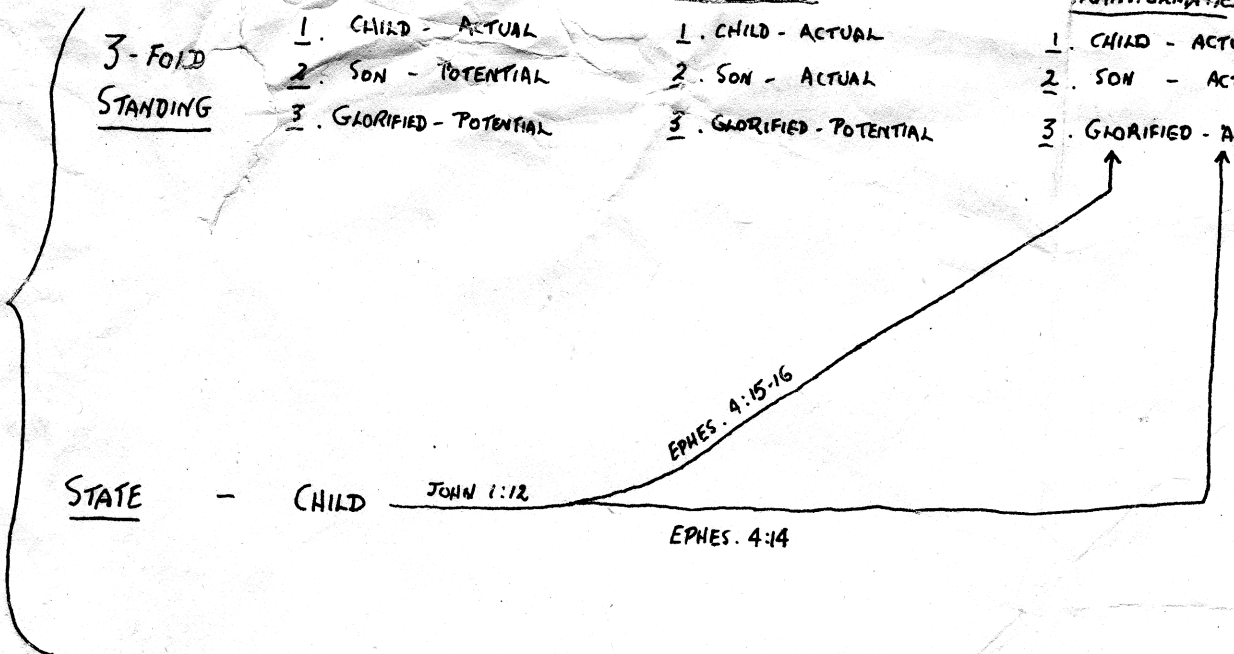 3-FOLD
STANDING
1. CHILD - ACTUAL
2. SON - POTENTIAL
3. GLORIFIED - POTENTIAL
1. CHILD - ACTUAL
2. SON - ACTUAL
3. GLORIFIED - POTENTIAL
1. CHILD - ACTU
2. SON - ACT
3. GLORIFIED - A
EPHES. 4:15-16
STATE - CHILD JOHN 1:12
EPHES. 4:14